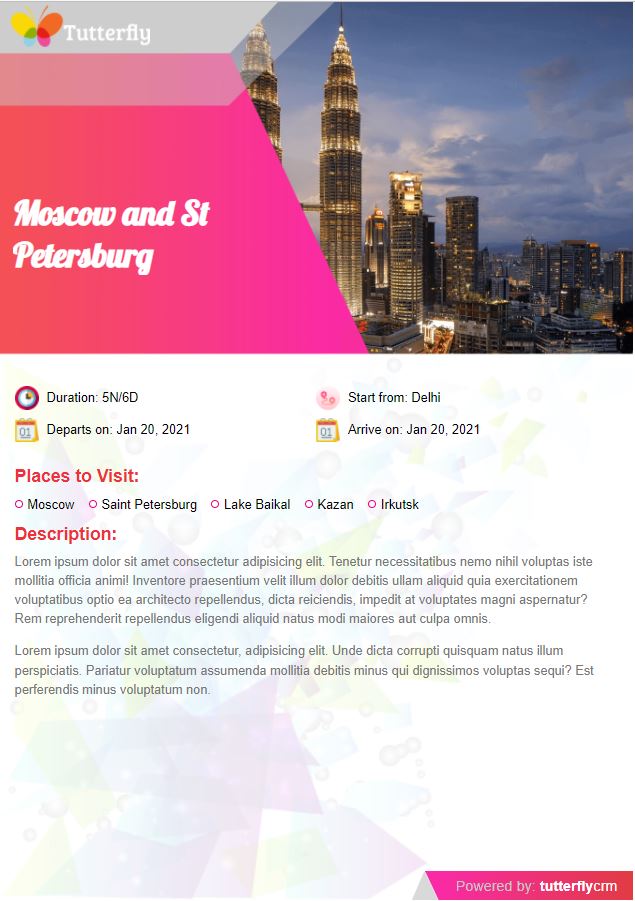 Tutterfly
Moscow and St
Petersburg
Duration: 5N/6D
Start from: Delhi
01 Departs on: Jan 20, 2021
01 Arrive on: Jan 20, 2021
Places to Visit:
Moscow Saint Petersburg Lake Baikal Kazan Irkutsk
Description:
Lorem ipsum dolor sit amet consectetur adipisicing elit. Tenetur necessitatibus nemo nihil voluptas iste
mollitia officia animi! Inventore praesentium velit illum dolor debitis ullam aliquid quia exercitationem
voluptatibus optio ea architecto repellendus, dicta reiciendis, impedit at voluptates magni aspernatur?
Rem reprehenderit repellendus eligendi aliquid natus modi maiores aut culpa omnis.
Lorem ipsum dolor sit amet consectetur, adipisicing elit. Unde dicta corrupti quisquam natus illum
perspiciatis. Pariatur voluptatum assumenda mollitia debitis minus qui dignissimos voluptas sequi? Est
perferendis minus voluptatum non.
Powered by: tutterflycrm